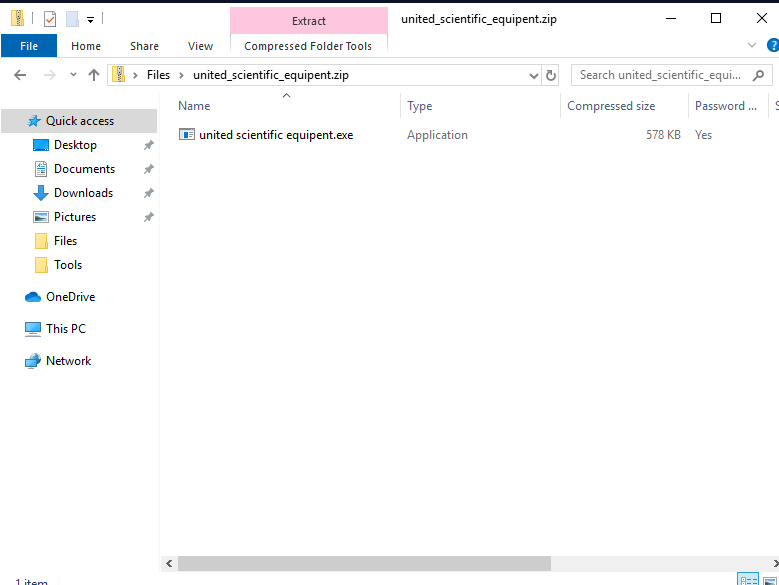 Extract
united_scientific_equipent.zip
File
Home
Share
View
Compressed Folder Tools
Files
united_scientific_equipent.zip
Search united_scientific_equi...
Name
Type
Compressed size
Password ...
united scientific equipent.exe
Application
578 KB
Yes
Quick access
Desktop
Documents
Downloads
Pictures
Files
Tools
OneDrive
This PC
Network
1 item